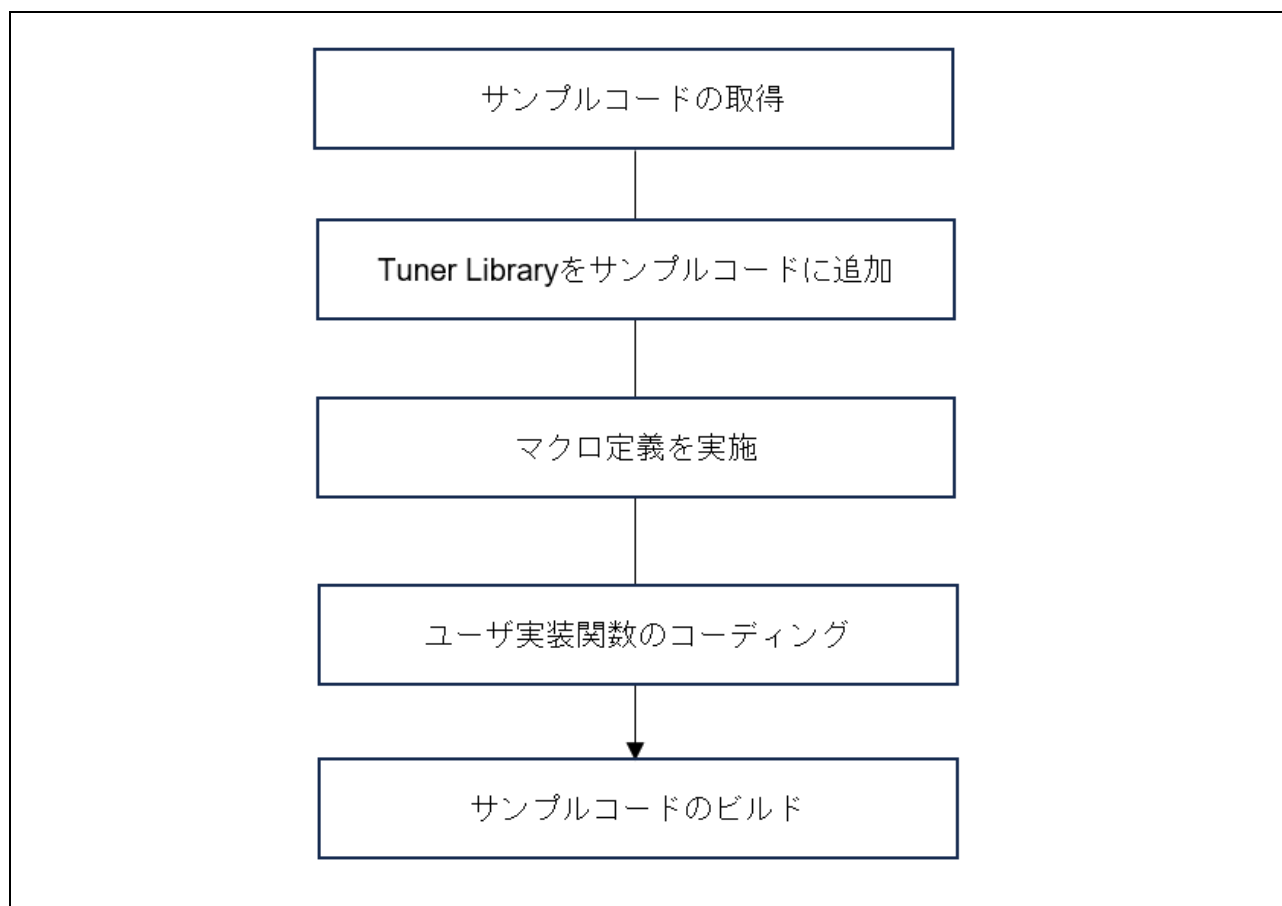 サンプルコードの取得
Tuner Libraryをサンプルコードに追加
マクロ定義を実施
ユーザ実装関数のコーディング
サンプルコードのビルド